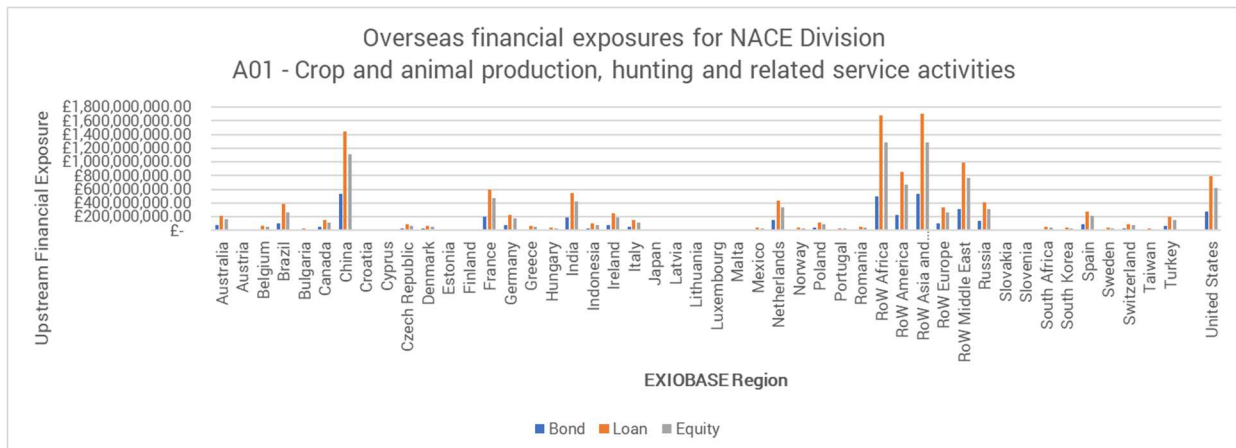 Overseas financial exposures for NACE Division
A01 - Crop and animal production, hunting and related service activities
Upstream Financial Exposure
£1,800,000,000.00
£1,600,000,000.00
£1,400,000,000.00
£1,200,000,000.00
£1,000,000,000.00
£800,000,000.00
£600,000,000.00
£400,000,000.00
£200,000,000.00
£-
Australia
Austria
Belgium
Brazil
Bulgaria
Canada
China
Croatia
Cyprus
Czech Republic
Denmark
Estonia
Finland
France
Germany
Greece
Hungary
India
Indonesia
Ireland
Italy
Japan
Latvia
Lithuania
Luxembourg
Malta
Mexico
Netherlands
Norway
Poland
Portugal
Romania
RoW Africa
RoW America
RoW Asia and...
RoW Europe
RoW Middle East
Russia
Slovakia
Slovenia
South Africa
South Korea
Spain
Sweden
Switzerland
Taiwan
Turkey
United States
EXIOBASE Region
Bond Loan Equity